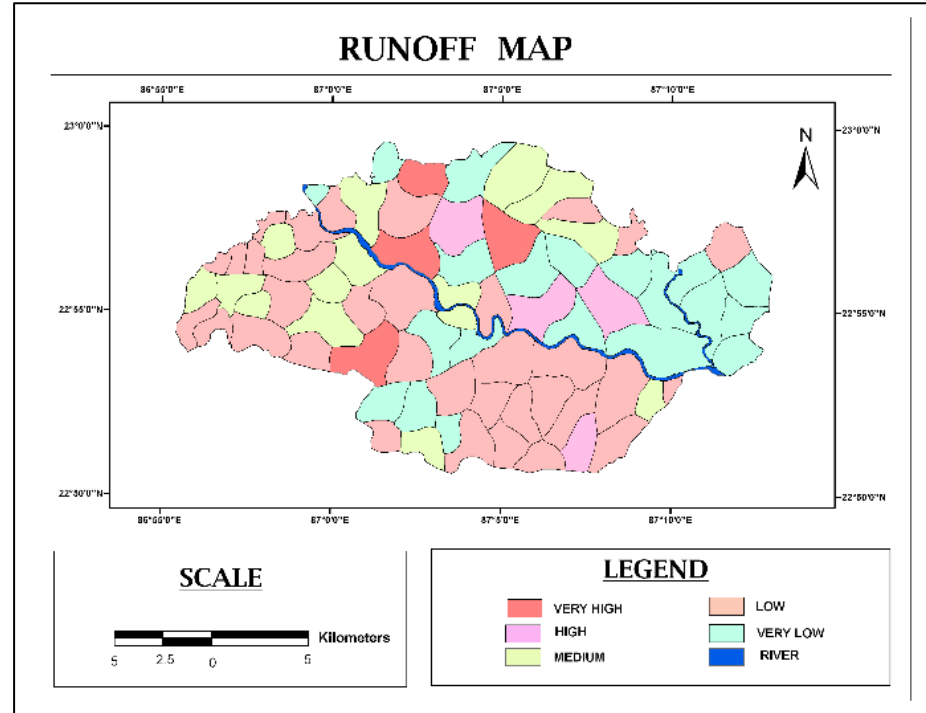 RUNOFF MAP
86°55'0"E 87°0'0"E 87°5'0"E 87°10'0"E
23°0'0"N 23°0'0"N
N
22°55'0"N 22°55'0"N
22°50'0"N 22°50'0"N
86°55'0"E 87°0'0"E 87°5'0"E 87°10'0"E
SCALE
Kilometers
5 2.5 0 5
LEGEND
VERY HIGH LOW
HIGH VERY LOW
MEDIUM RIVER